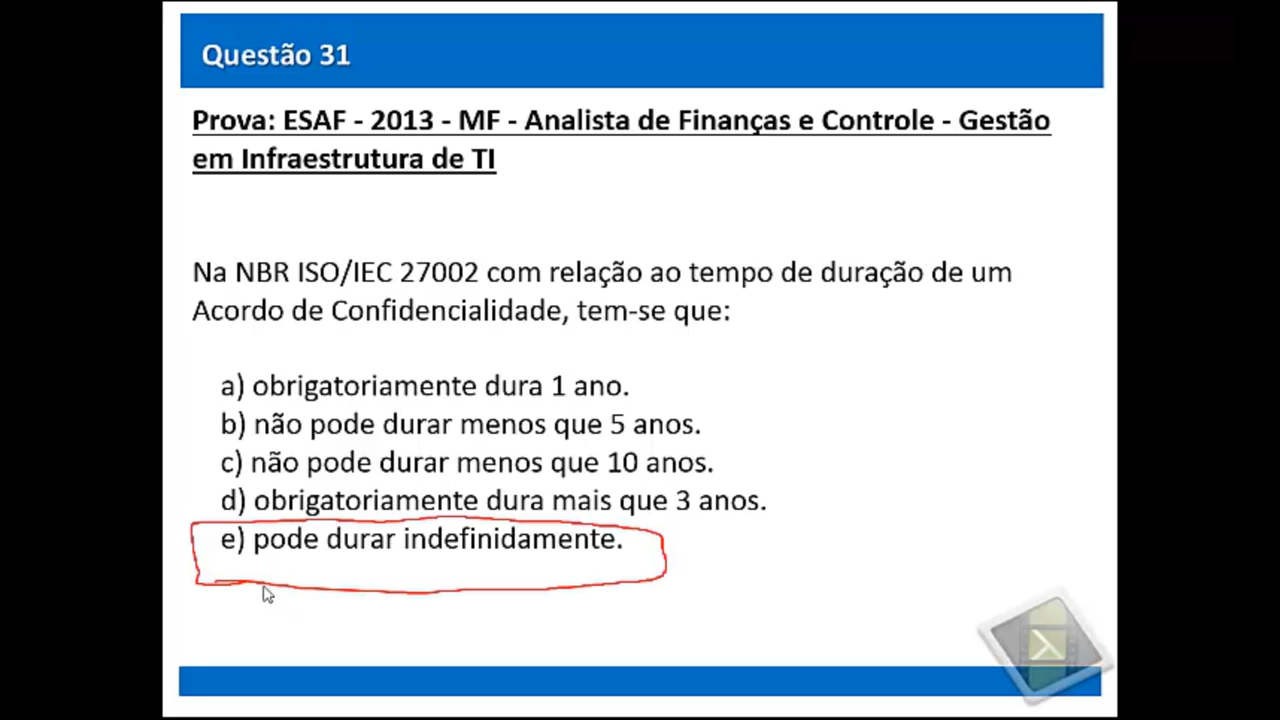 Questão 31
Prova: ESAF - 2013 - MF - Analista de Finanças e Controle - Gestão
em Infraestrutura de TI
Na NBR ISO/IEC 27002 com relação ao tempo de duração de um
Acordo de Confidencialidade, tem-se que:
a) obrigatoriamente dura 1 ano.
b) não pode durar menos que 5 anos.
c) não pode durar menos que 10 anos.
d) obrigatoriamente dura mais que 3 anos.
e) pode durar indefinidamente.